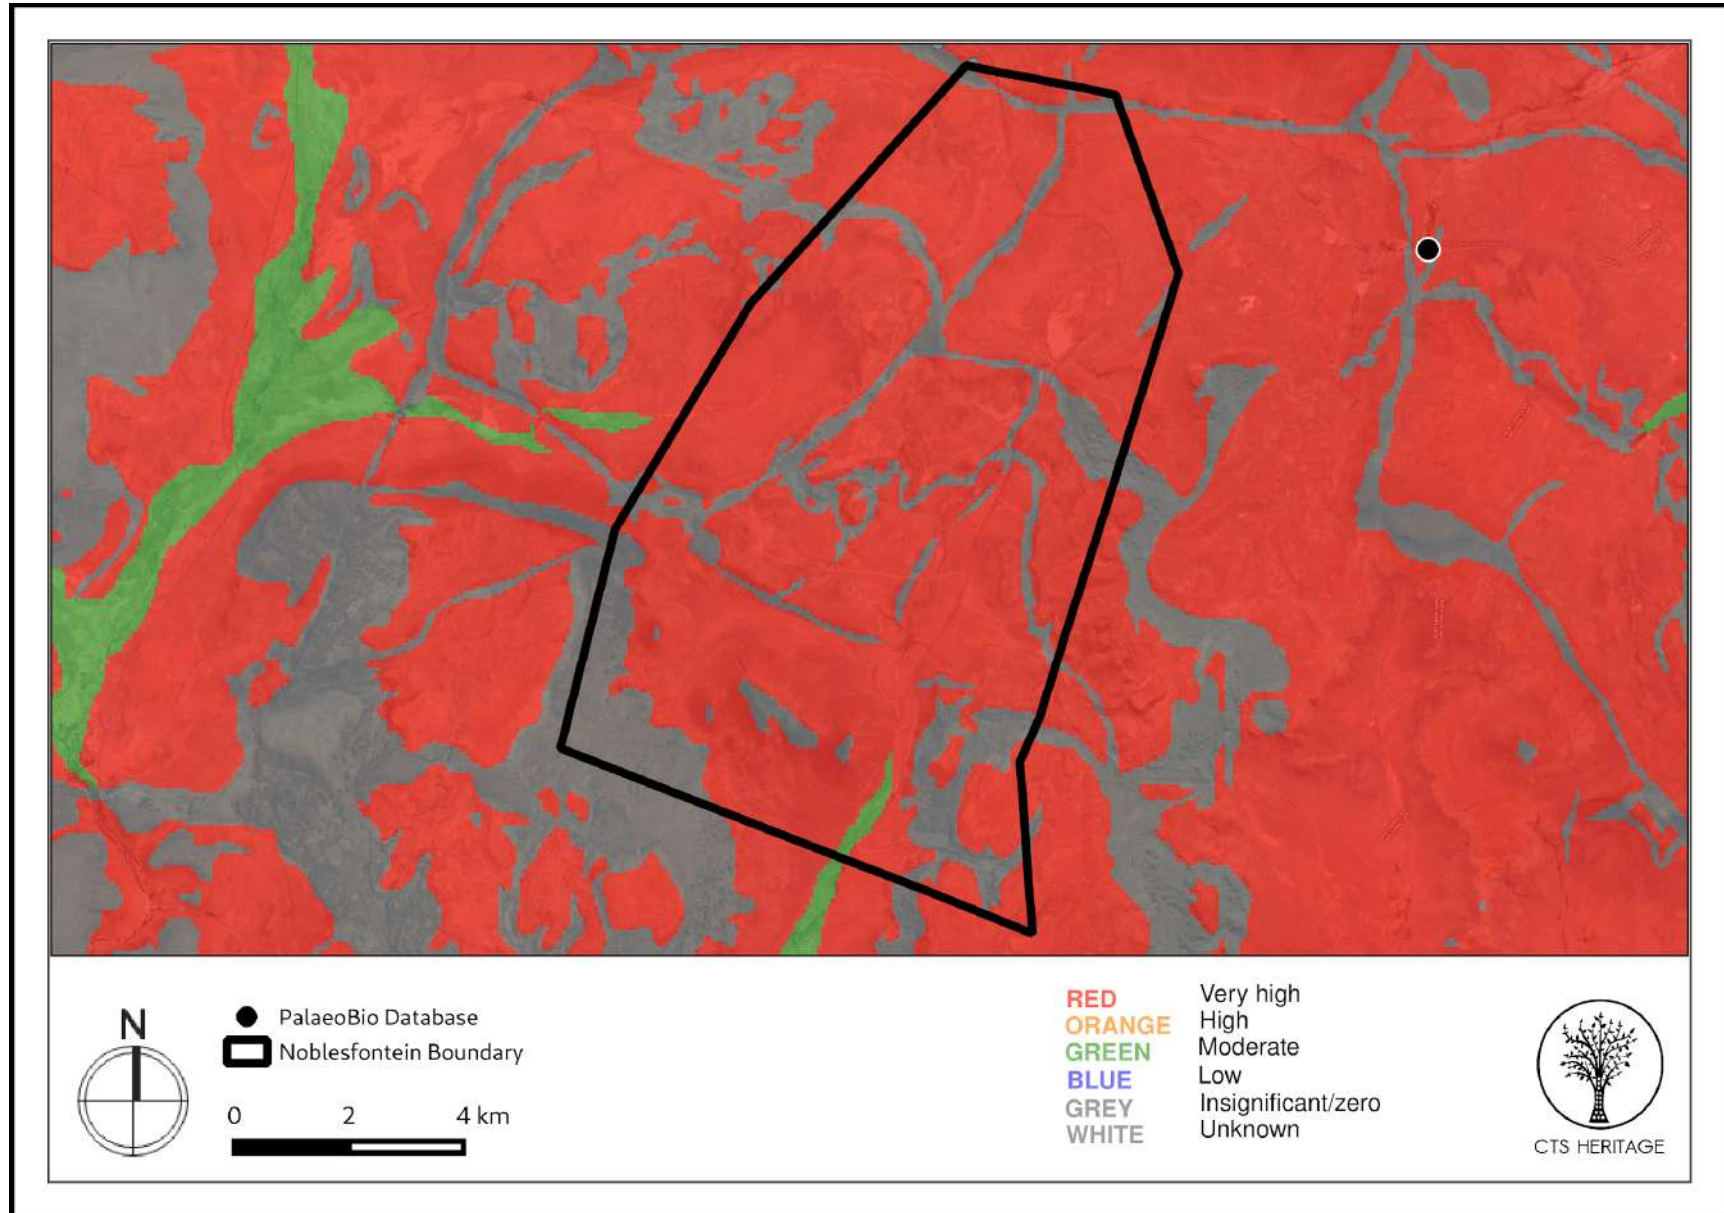 N
PalaeoBio Database
Noblesfontein Boundary
0 2 4 km
RED Very high
ORANGE High
GREEN Moderate
BLUE Low
GREY Insignificant/zero
WHITE Unknown
CTS HERITAGE